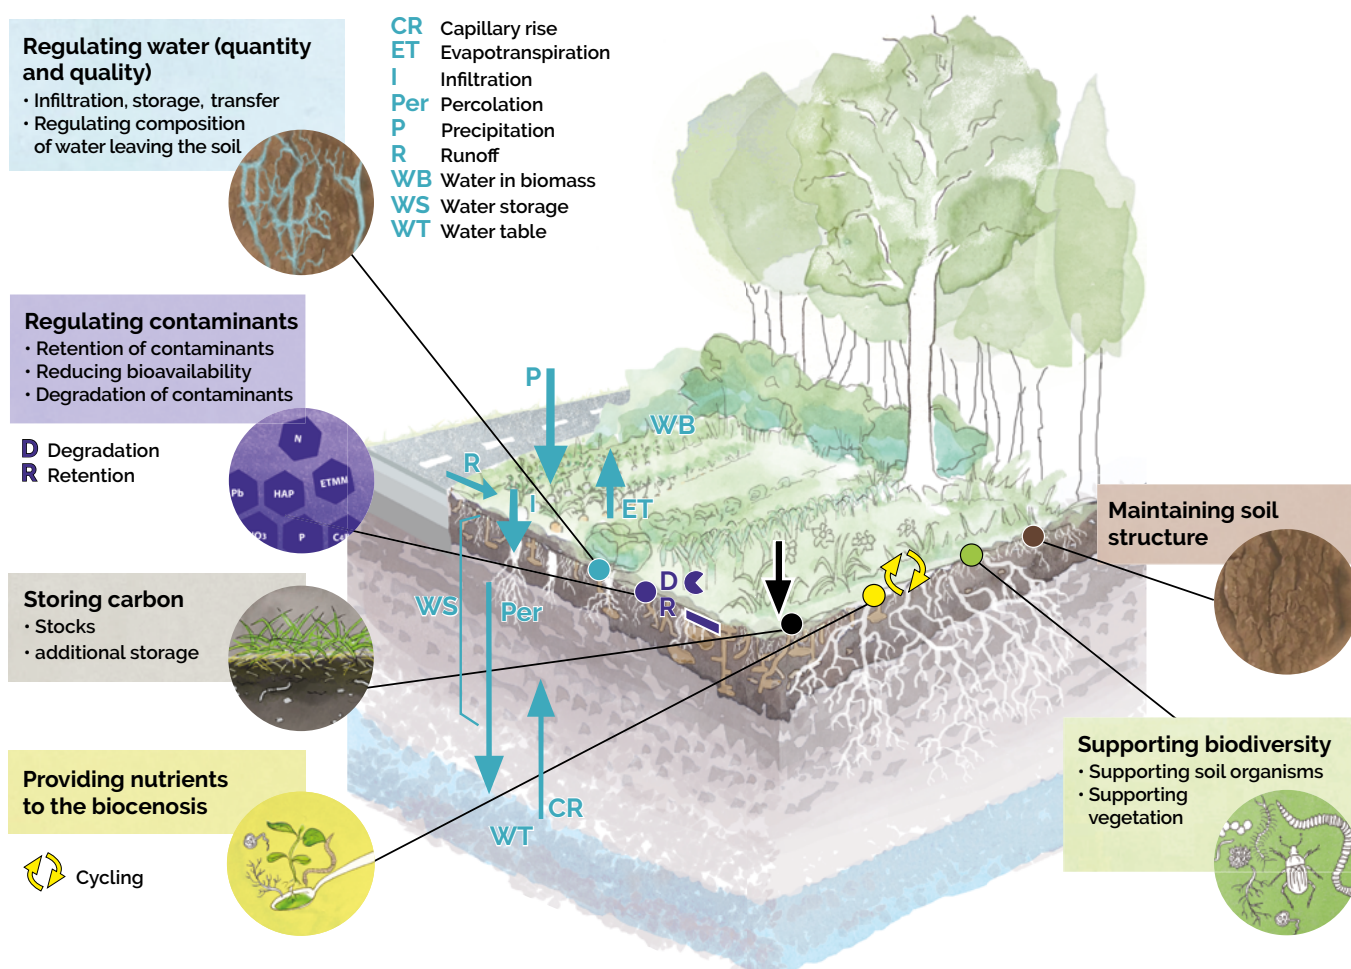 Regulating water (quantity
and quality)
• Infiltration, storage, transfer
• Regulating composition
of water leaving the soil
CR Capillary rise
ET Evapotranspiration
I Infiltration
Per Percolation
P Precipitation
R Runoff
WB Water in biomass
WS Water storage
WT Water table
Regulating contaminants
• Retention of contaminants
• Reducing bioavailability
• Degradation of contaminants
D Degradation
R Retention
N
Pb
HAP
ETMM
P
Storing carbon
• Stocks
• additional storage
Providing nutrients
to the biocenosis
Cycling
P
WB
R
I
ET
WS
Per
D
R
CR
WT
Maintaining soil
structure
Supporting biodiversity
• Supporting soil organisms
• Supporting
vegetation